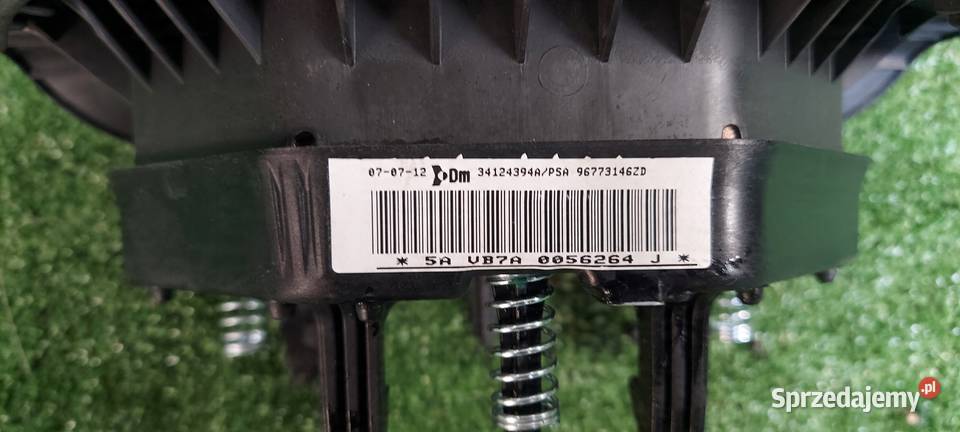 07-07-12 Dm 34124394A/PSA 96773146ZD
* 5A VB7A 0056264 J *
Sprzedajemy.pl